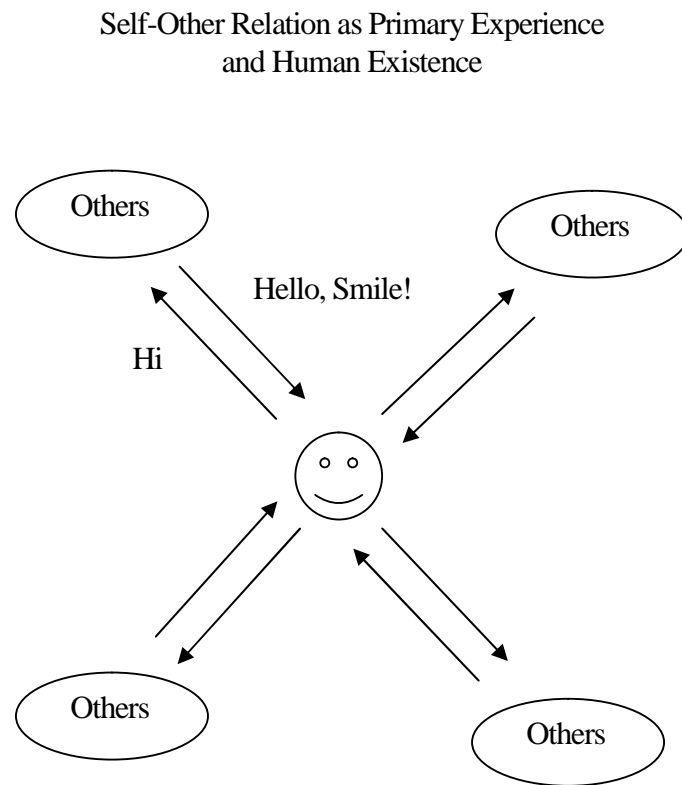 Self-Other Relation as Primary Experience
and Human Existence
Others
Others
Hello, Smile!
Hi
Others
Others